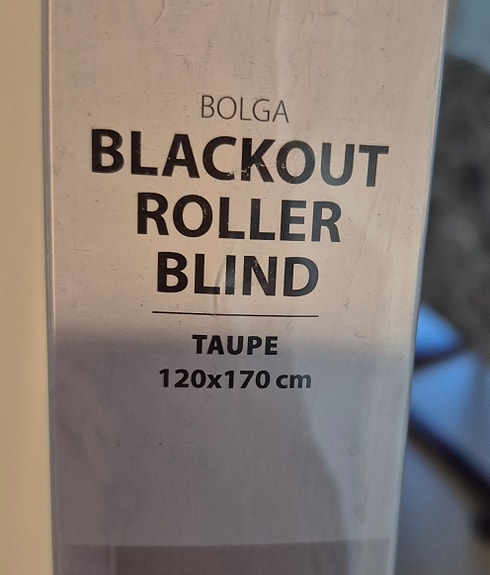 BOLGA
BLACKOUT
ROLLER
BLIND
TAUPE
120x170 cm